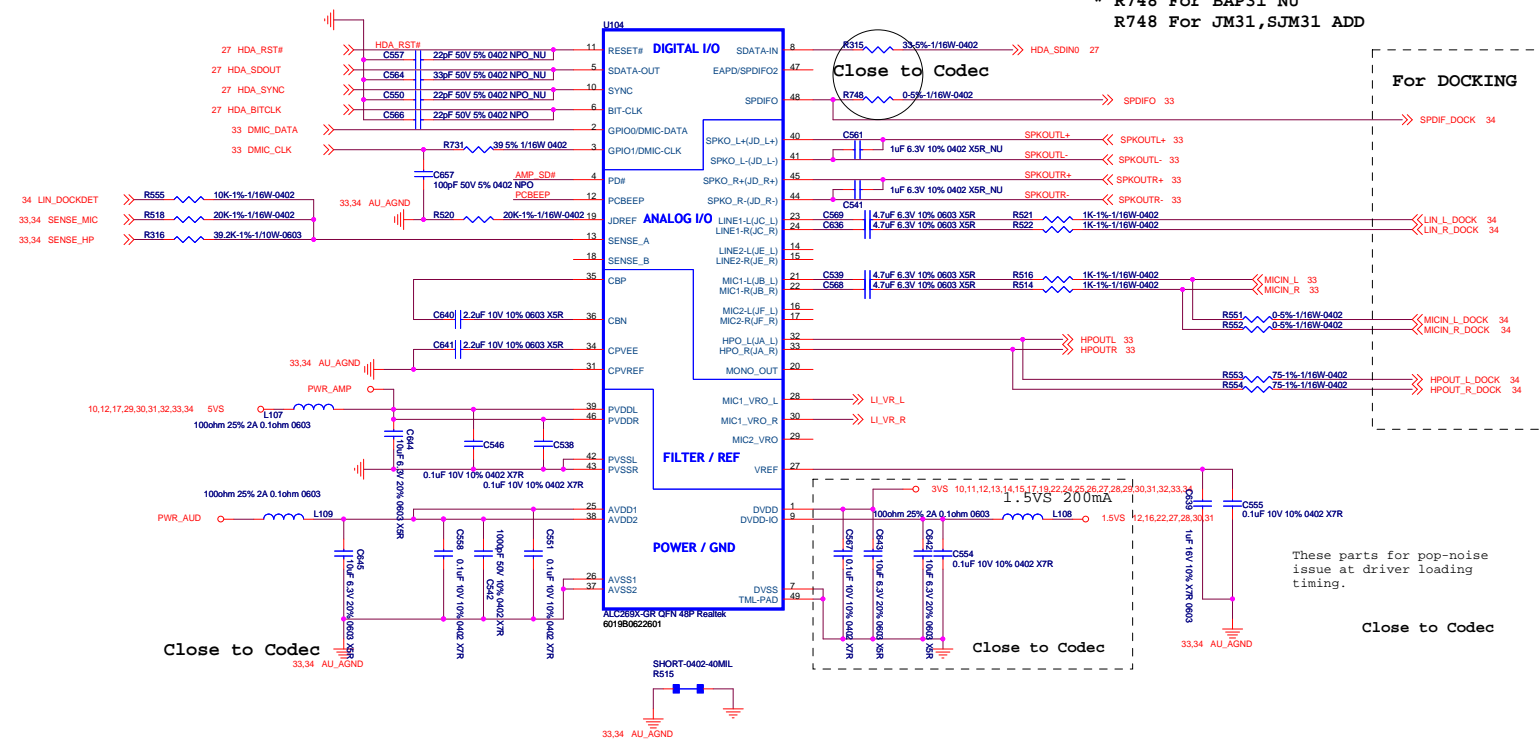 * R748 For BAP31 NU
R748 For JM31,SJM31 ADD
U104
DIGITAL I/O
ANALOG I/O
FILTER / REF
POWER / GND
27 HDA_RST#
HDA_RST#
C557 22pF 50V 5% 0402 NPO_NU
11 RESET#
27 HDA_SDOUT
C564 33pF 50V 5% 0402 NPO_NU
5 SDATA-OUT
27 HDA_SYNC
C550 22pF 50V 5% 0402 NPO_NU
10 SYNC
27 HDA_BITCLK
C566 22pF 50V 5% 0402 NPO
6 BIT-CLK
33 DMIC_DATA
2 GPIO0/DMIC-DATA
33 DMIC_CLK
R731 39 5% 1/16W 0402
3 GPIO1/DMIC-CLK
C657
100pF 50V 5% 0402 NPO
AMP_SD#
4 PD#
PCBEEP
12 PCBEEP
33,34 AU_AGND
R520 20K-1%-1/16W-0402
19 JDREF
34 LIN_DOCKDET
R555 10K-1%-1/16W-0402
33,34 SENSE_MIC
R518 20K-1%-1/16W-0402
33,34 SENSE_HP
R316 39.2K-1%-1/10W-0603
13 SENSE_A
18 SENSE_B
35 CBP
C640 2.2uF 10V 10% 0603 X5R
36 CBN
C641 2.2uF 10V 10% 0603 X5R
34 CPVEE
33,34 AU_AGND
31 CPVREF
PWR_AMP
10,12,17,29,30,31,32,33,34 5VS
L107
100ohm 25% 2A 0.1ohm 0603
39 PVDDL
46 PVDDR
C644
10uF 6.3V 20% 0603 X5R
C546
0.1uF 10V 10% 0402 X7R
C538
0.1uF 10V 10% 0402 X7R
42 PVSSL
43 PVSSR
100ohm 25% 2A 0.1ohm 0603
PWR_AUD
L109
25 AVDD1
38 AVDD2
C645
10uF 6.3V 20% 0603 X5R
C558
0.1uF 10V 10% 0402 X7R
C542
1000pF 50V 10% 0402 X7R
C551
0.1uF 10V 10% 0402 X7R
26 AVSS1
37 AVSS2
Close to Codec
33,34 AU_AGND
ALC269X-GR QFN 48P Realtek
6019B0622601
SHORT-0402-40MIL
R515
33,34 AU_AGND
SDATA-IN 8
R315 33-5%-1/16W-0402
HDA_SDIN0 27
EAPD/SPDIFO2 47
Close to Codec
SPDIFO 48
R748 0-5%-1/16W-0402
SPDIFO 33
For DOCKING
SPDIF_DOCK 34
SPKO_L+(JD_L+) 40
C561
1uF 6.3V 10% 0402 X5R_NU
SPKOUTL+
SPKOUTL+ 33
SPKO_L-(JD_L-) 41
SPKOUTL-
SPKOUTL- 33
SPKO_R+(JD_R+) 45
SPKOUTR+
SPKOUTR+ 33
1uF 6.3V 10% 0402 X5R_NU
C541
SPKO_R-(JD_R-) 44
SPKOUTR-
SPKOUTR- 33
LINE1-L(JC_L) 23
C569 4.7uF 6.3V 10% 0603 X5R
R521 1K-1%-1/16W-0402
LIN_L_DOCK 34
LINE1-R(JC_R) 24
C636 4.7uF 6.3V 10% 0603 X5R
R522 1K-1%-1/16W-0402
LIN_R_DOCK 34
LINE2-L(JE_L) 14
LINE2-R(JE_R) 15
MIC1-L(JB_L) 21
C539 4.7uF 6.3V 10% 0603 X5R
R516 1K-1%-1/16W-0402
MICIN_L 33
MIC1-R(JB_R) 22
C568 4.7uF 6.3V 10% 0603 X5R
R514 1K-1%-1/16W-0402
MICIN_R 33
MIC2-L(JF_L) 16
MIC2-R(JF_R) 17
R551 0-5%-1/16W-0402
MICIN_L_DOCK 34
R552 0-5%-1/16W-0402
MICIN_R_DOCK 34
HPO_L(JA_L) 32
HPOUTL 33
HPO_R(JA_R) 33
HPOUTR 33
MONO_OUT 20
R553 75-1%-1/16W-0402
HPOUT_L_DOCK 34
R554 75-1%-1/16W-0402
HPOUT_R_DOCK 34
MIC1_VRO_L 28
LI_VR_L
MIC1_VRO_R 30
LI_VR_R
MIC2_VRO 29
VREF 27
3VS 10,11,12,13,14,15,17,19,22,24,25,26,27,28,29,30,31,32,33,34
1.5VS 200mA
DVDD 1
DVDD-IO 9
100ohm 25% 2A 0.1ohm 0603
L108
1.5VS 12,16,22,27,28,30,31
C567
0.1uF 10V 10% 0402 X7R
C643
10uF 6.3V 20% 0603 X5R
C642
10uF 6.3V 20% 0603 X5R
C554
0.1uF 10V 10% 0402 X7R
DVSS 7
TML-PAD 49
Close to Codec
C639
1uF 16V 10% X7R 0603
C555
0.1uF 10V 10% 0402 X7R
33,34 AU_AGND
These parts for pop-noise
issue at driver loading
timing.
Close to Codec